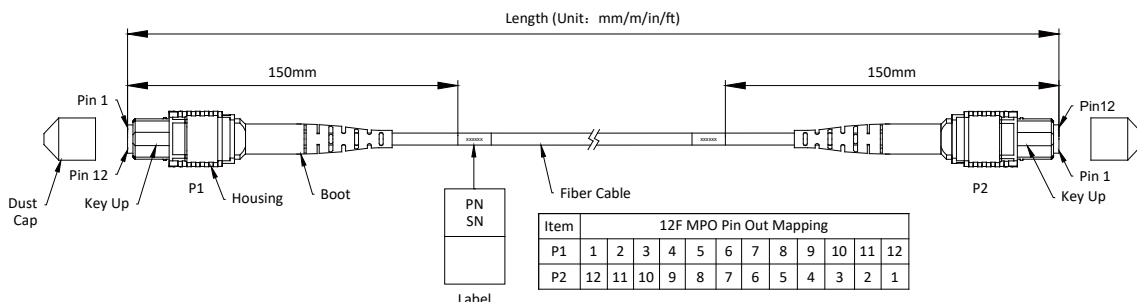 Length (Unit: mm/m/in/ft)
150mm
150mm
Pin 1
Pin12
xxxxxx
xxxxxx
Pin 12
Pin 1
P1
P2
Dust
Cap
Key Up
Housing
Boot
Fiber Cable
Key Up
PN
SN
Label
Item 12F MPO Pin Out Mapping
P1 1 2 3 4 5 6 7 8 9 10 11 12
P2 12 11 10 9 8 7 6 5 4 3 2 1